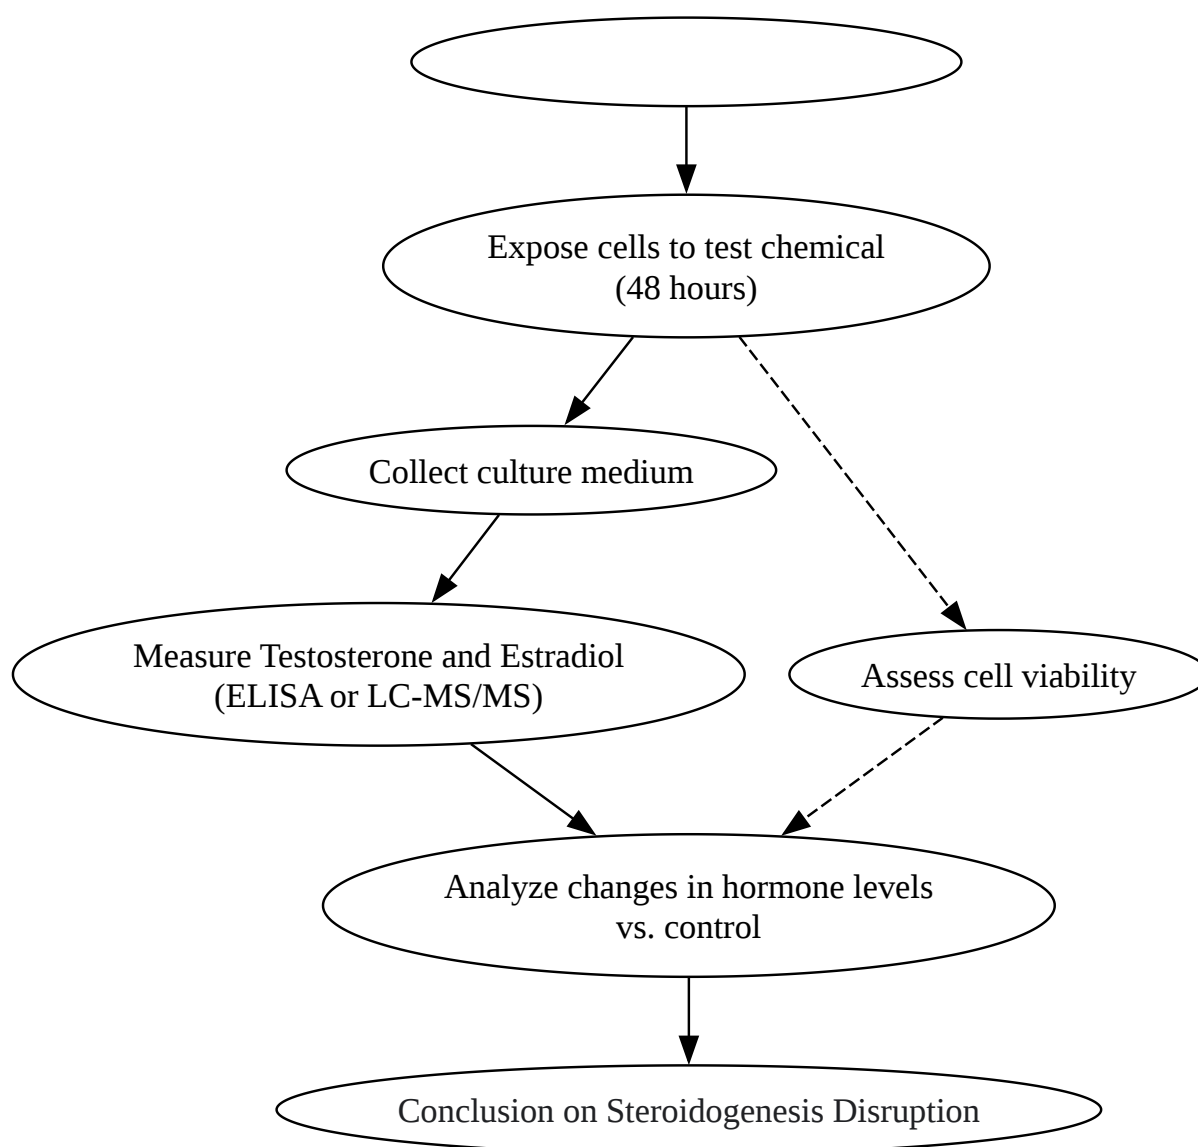 Expose cells to test chemical
(48 hours)
Collect culture medium
Measure Testosterone and Estradiol
(ELISA or LC-MS/MS)
Assess cell viability
Analyze changes in hormone levels
vs. control
Conclusion on Steroidogenesis Disruption